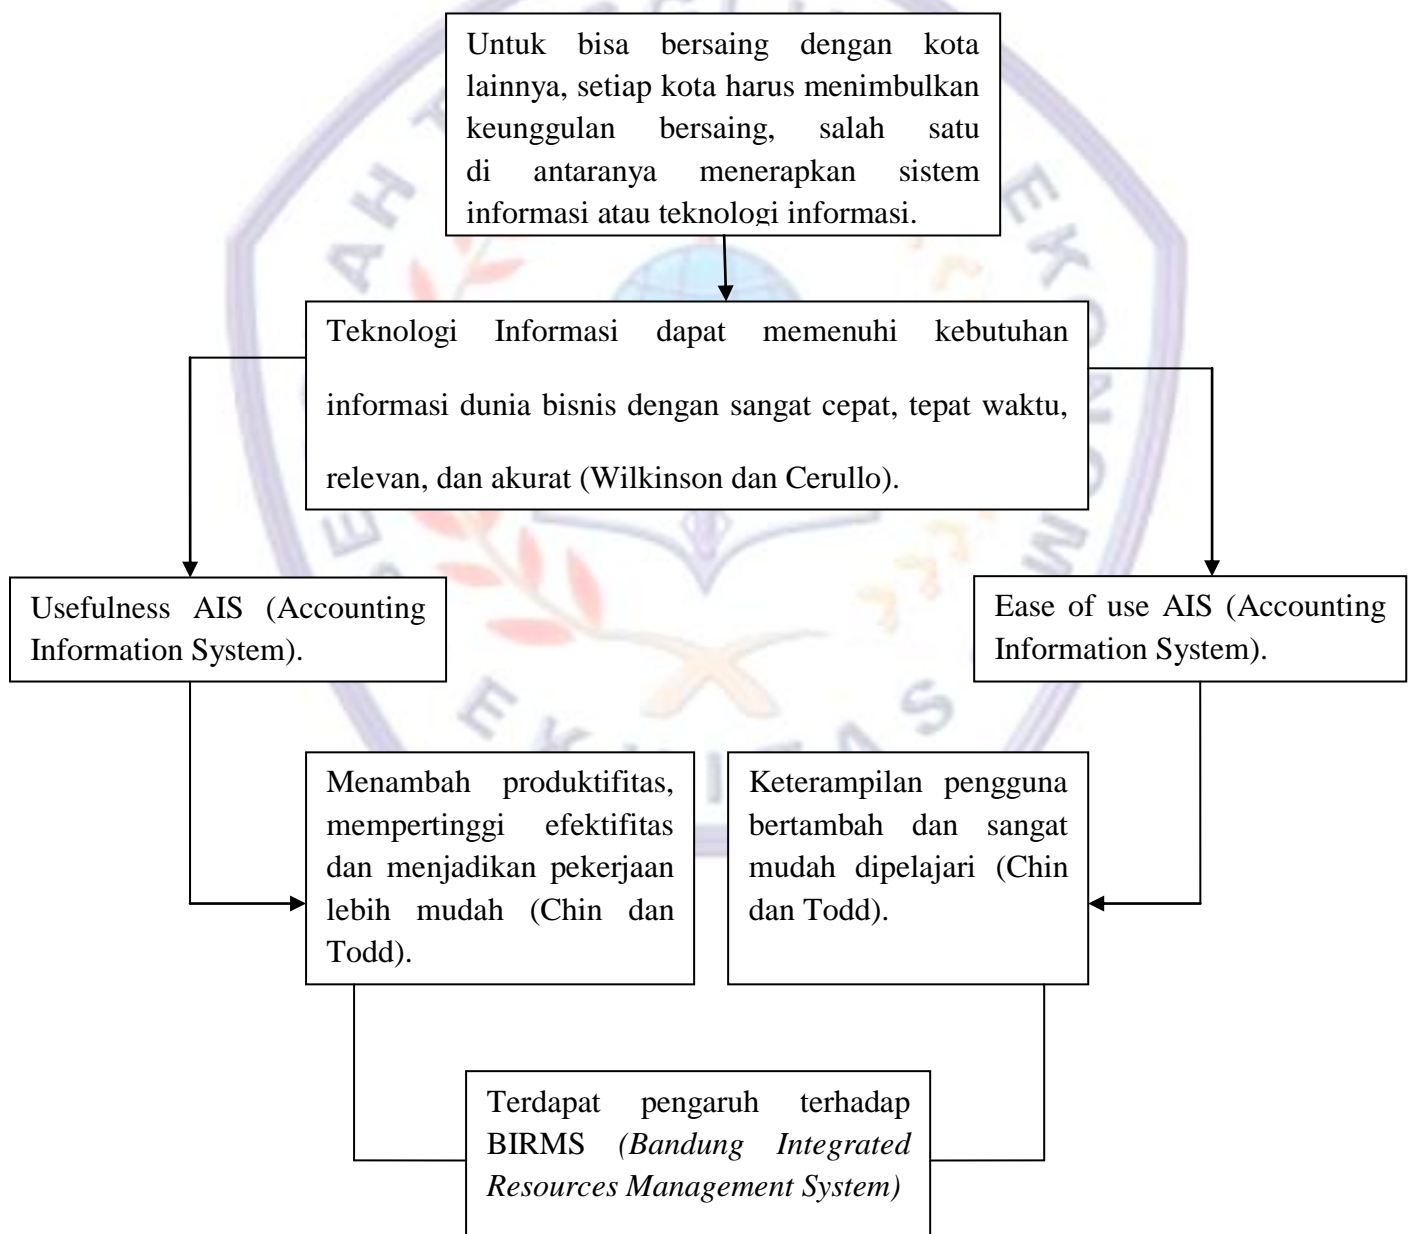 Untuk bisa bersaing dengan kota
lainnya, setiap kota harus menimbulkan
keunggulan bersaing, salah satu
di antaranya menerapkan sistem
informasi atau teknologi informasi.
Teknologi Informasi dapat memenuhi kebutuhan
informasi dunia bisnis dengan sangat cepat, tepat waktu,
relevan, dan akurat (Wilkinson dan Cerullo).
Usefulness AIS (Accounting
Information System).
Ease of use AIS (Accounting
Information System).
Menambah produktifitas,
mempertinggi efektifitas
dan menjadikan pekerjaan
lebih mudah (Chin dan
Todd).
Keterampilan pengguna
bertambah dan sangat
mudah dipelajari (Chin
dan Todd).
Terdapat pengaruh terhadap
BIRMS (Bandung Integrated
Resources Management System)